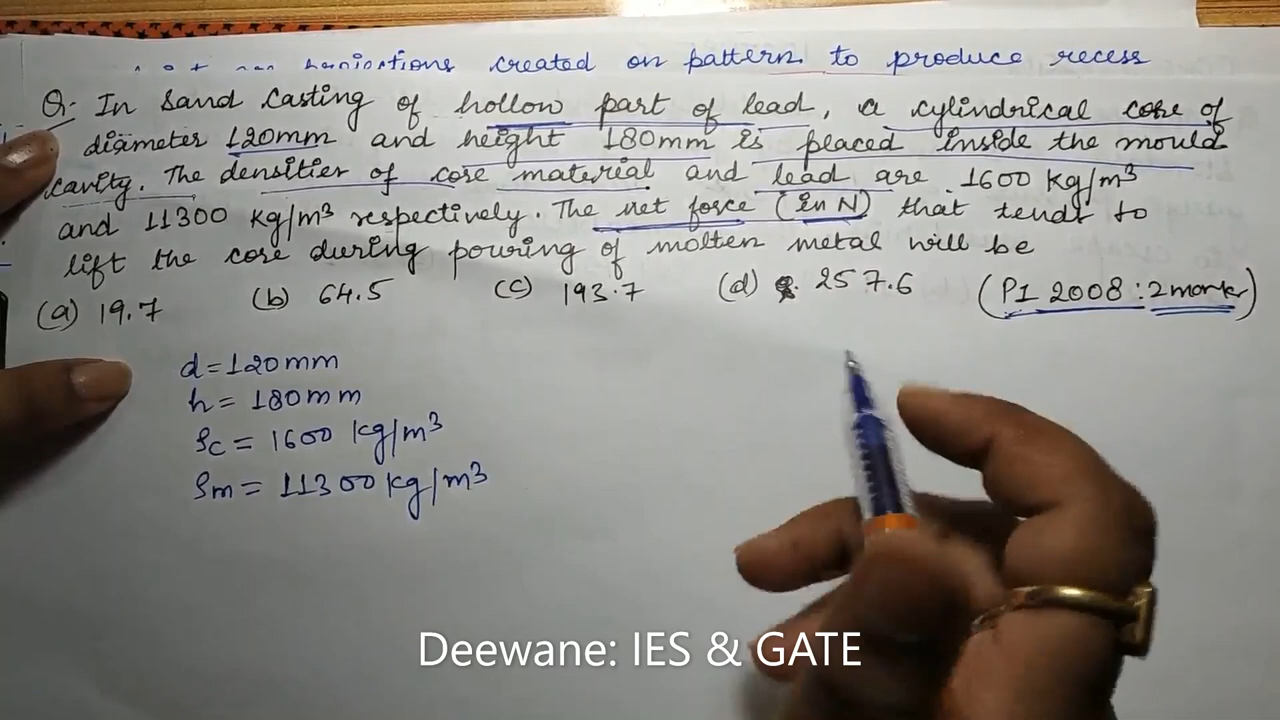 created on pattern to produce recess
Q:- In Sand Casting of hollow part of lead, a cylindrical core of
diameter 120mm and height 180mm is placed inside the mould
cavity. The densities of core material and lead are 1600 Kg/m³
and 11300 Kg/m³ respectively. The net force (in N) that tends to
lift the core during pouring of molten metal will be
(a) 19.7 (b) 64.5 (c) 193.7 (d) 257.6 (PI 2008 : 2 marks)
d = 120mm
h = 180mm
ρc = 1600 kg/m³
ρm = 11300 kg/m³
Deewane: IES & GATE